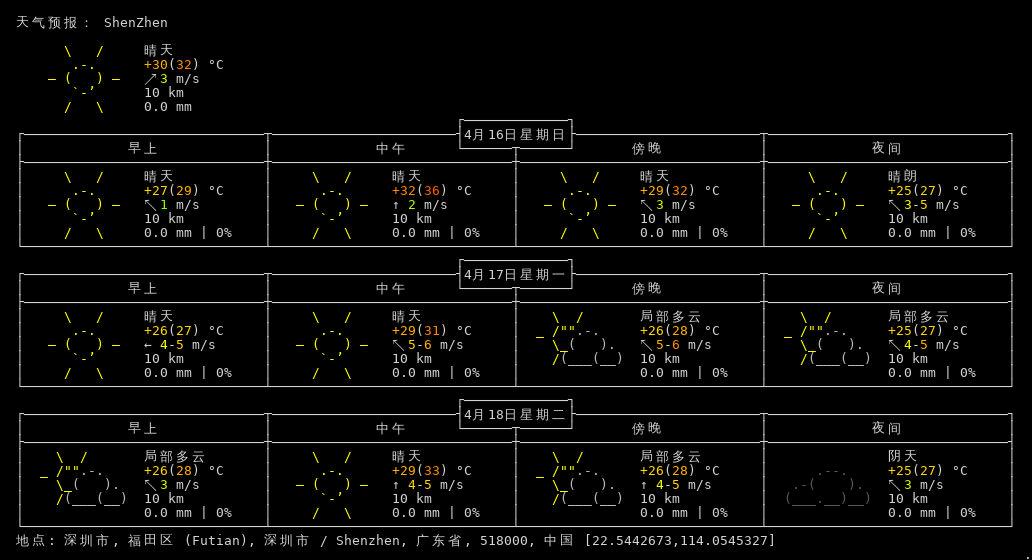 天气预报： ShenZhen
晴天
+30(32) °C
↗ 3 m/s
10 km
0.0 mm
4月16日星期日
早上 中午 傍晚 夜间
晴天 晴天 晴天 晴朗
+27(29) °C +32(36) °C +29(32) °C +25(27) °C
↖ 1 m/s ↑ 2 m/s ↖ 3 m/s ↖ 3-5 m/s
10 km 10 km 10 km 10 km
0.0 mm | 0% 0.0 mm | 0% 0.0 mm | 0% 0.0 mm | 0%
4月17日星期一
早上 中午 傍晚 夜间
晴天 晴天 局部多云 局部多云
+26(27) °C +29(31) °C +26(28) °C +25(27) °C
← 4-5 m/s ↖ 5-6 m/s ↖ 5-6 m/s ↖ 4-5 m/s
10 km 10 km 10 km 10 km
0.0 mm | 0% 0.0 mm | 0% 0.0 mm | 0% 0.0 mm | 0%
4月18日星期二
早上 中午 傍晚 夜间
局部多云 晴天 局部多云 阴天
+26(28) °C +29(33) °C +26(28) °C +25(27) °C
↖ 3 m/s ↑ 4-5 m/s ↑ 4-5 m/s ↖ 3 m/s
10 km 10 km 10 km 10 km
0.0 mm | 0% 0.0 mm | 0% 0.0 mm | 0% 0.0 mm | 0%
地点: 深圳市, 福田区 (Futian), 深圳市 / Shenzhen, 广东省, 518000, 中国 [22.5442673,114.0545327]